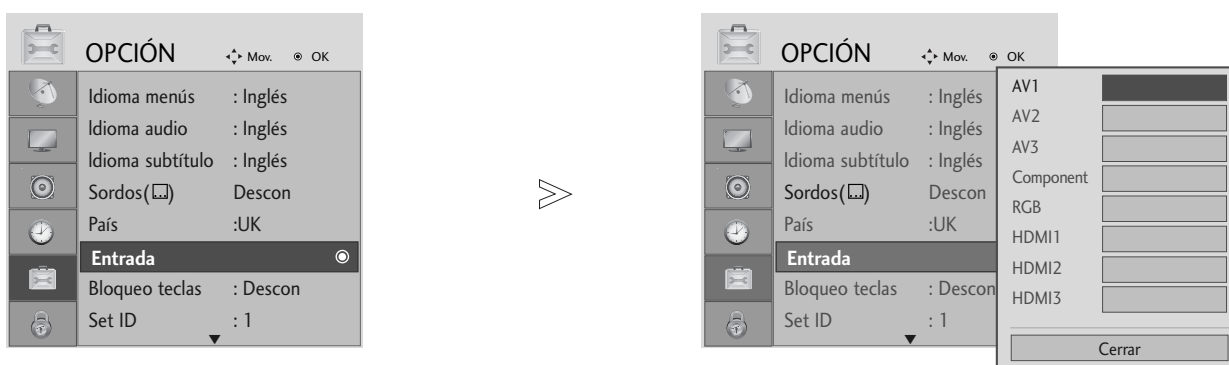 OPCIÓN Mov. OK
Idioma menús : Inglés
Idioma audio : Inglés
Idioma subtítulo : Inglés
Sordos( ) Descon
País :UK
Entrada
Bloqueo teclas : Descon
Set ID : 1
OPCIÓN Mov. OK
Idioma menús : Inglés
Idioma audio : Inglés
Idioma subtítulo : Inglés
Sordos( ) Descon
País :UK
Entrada
Bloqueo teclas : Descon
Set ID : 1
AV1
AV2
AV3
Component
RGB
HDMI1
HDMI2
HDMI3
Cerrar